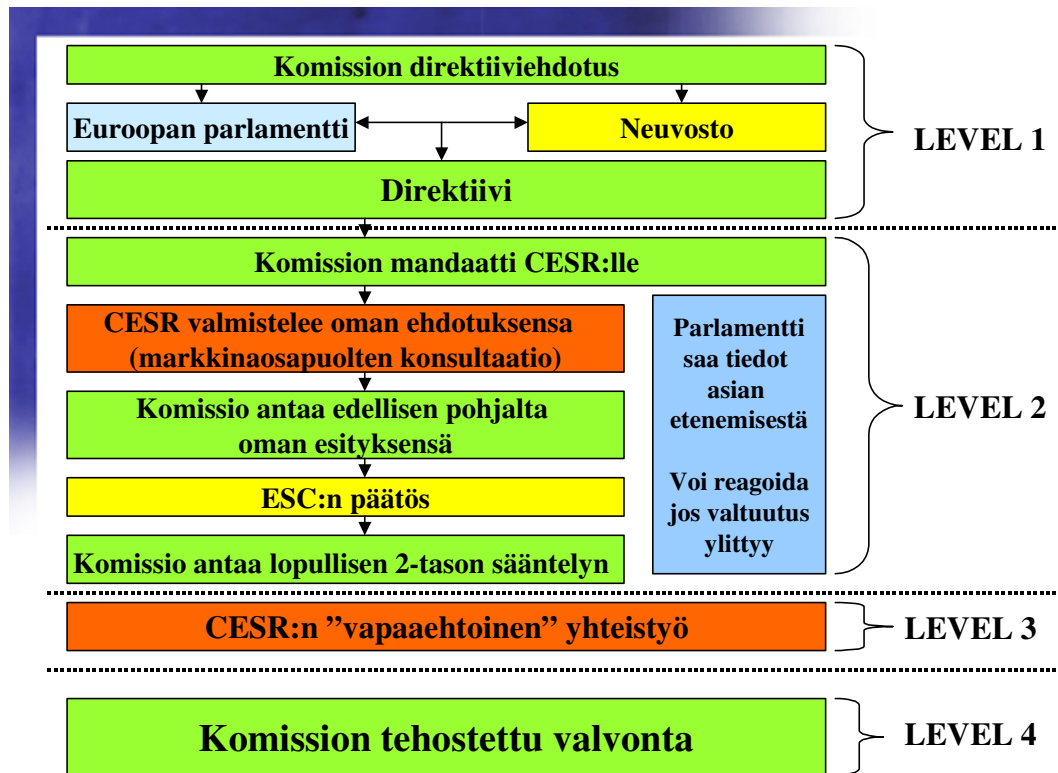 Komission direktiiviehdotus
Euroopan parlamentti
Neuvosto
Direktiivi
LEVEL 1
Komission mandaatti CESR:lle
CESR valmistelee oman ehdotuksensa
(markkinaosapuolten konsultaatio)
Komissio antaa edellisen pohjalta
oman esityksensä
ESC:n päätös
Komissio antaa lopullisen 2-tason sääntelyn
Parlamentti
saa tiedot
asian
etenemisestä
Voi reagoida
jos valtuutus
ylittyy
LEVEL 2
CESR:n ”vapaaehtoinen” yhteistyö
LEVEL 3
Komission tehostettu valvonta
LEVEL 4